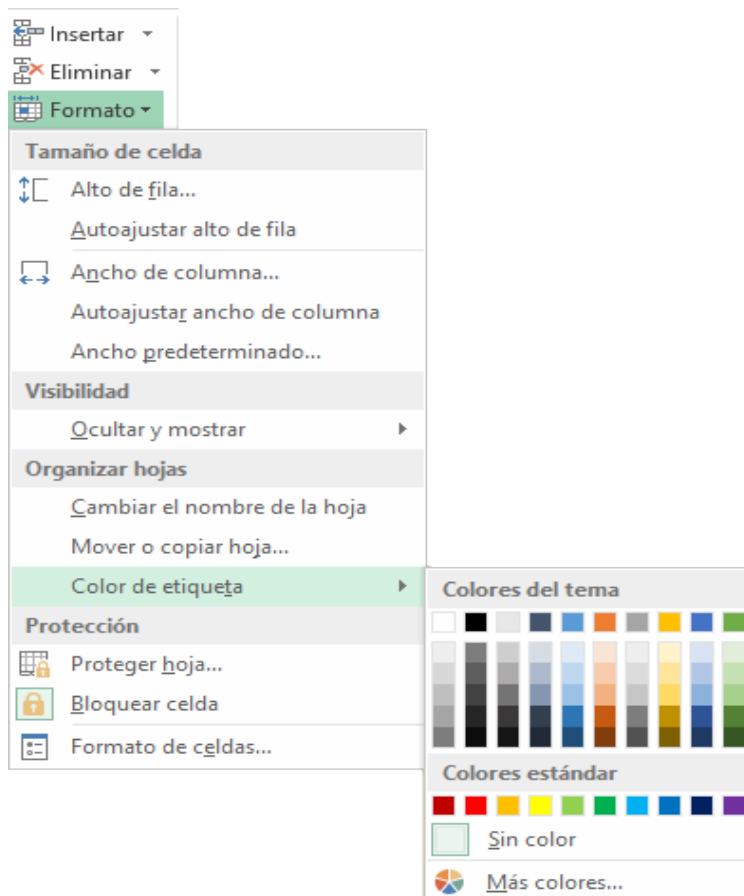 Insertar
Eliminar
Formato
Tamaño de celda
Alto de fila...
Autoajustar alto de fila
Ancho de columna...
Autoajustar ancho de columna
Ancho predeterminado...
Visibilidad
Ocultar y mostrar
Organizar hojas
Cambiar el nombre de la hoja
Mover o copiar hoja...
Color de etiqueta
Protección
Proteger hoja...
Bloquear celda
Formato de celdas...
Colores del tema
Colores estándar
Sin color
Más colores...